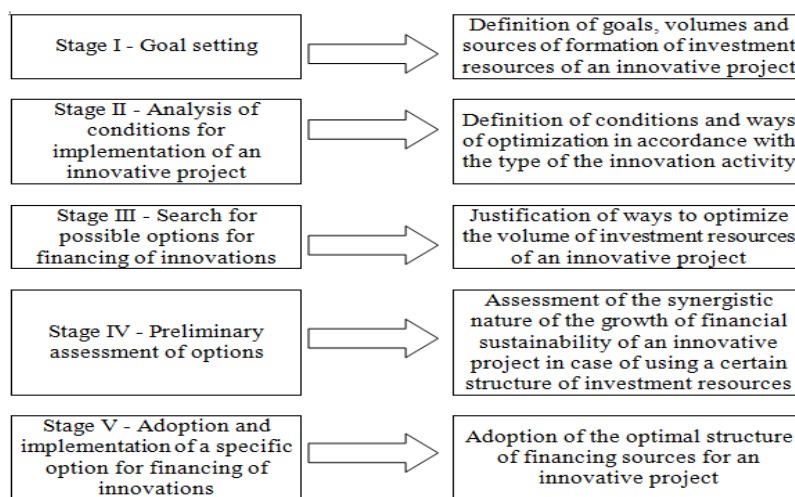 Stage I - Goal setting
Definition of goals, volumes and
sources of formation of investment
resources of an innovative project
Stage II - Analysis of
conditions for
implementation of an
innovative project
Definition of conditions and ways
of optimization in accordance with
the type of the innovation activity
Stage III - Search for
possible options for
financing of innovations
Justification of ways to optimize
the volume of investment resources
of an innovative project
Stage IV - Preliminary
assessment of options
Assessment of the synergistic
nature of the growth of financial
sustainability of an innovative
project in case of using a certain
structure of investment resources
Stage V - Adoption and
implementation of a specific
option for financing of
innovations
Adoption of the optimal structure
of financing sources for an
innovative project